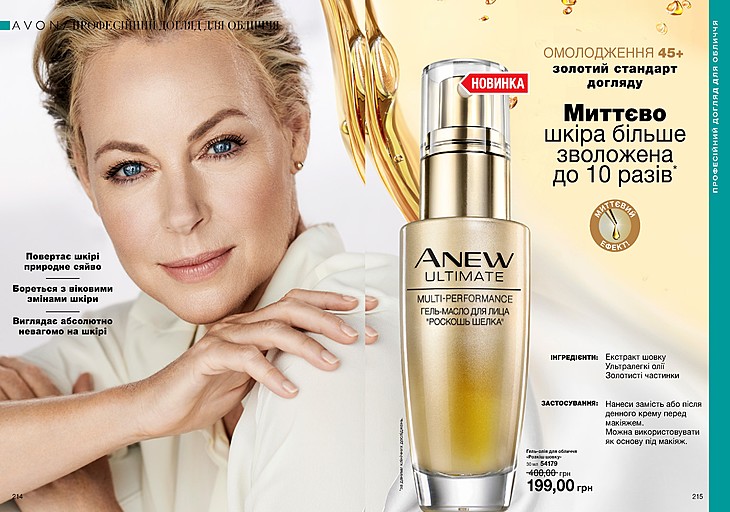 AVON / ПРОФЕСІЙНИЙ ДОГЛЯД ДЛЯ ОБЛИЧЧЯ
Повертає шкірі
природне сяйво
Бореться з віковими
змінами шкіри
Виглядає абсолютно
невагомо на шкірі
214
НОВИНКА
ANEW
ULTIMATE
MULTI-PERFORMANCE
ГЕЛЬ-МАСЛО ДЛЯ ЛИЦА
"РОСКОШЬ ШЕЛКА"
ОМОЛОДЖЕННЯ 45+
золотий стандарт
догляду
Миттєво
шкіра більше
зволожена
до 10 разів*
МИТТЄВИЙ
ЕФЕКТ!
ІНГРЕДІЄНТИ: Екстракт шовку
Ультралегкі олії
Золотисті частинки
ЗАСТОСУВАННЯ: Нанеси замість або після
денного крему перед
макіяжем.
Можна використовувати
як основу під макіяж.
Гель-олія для обличчя
«Розкіш шовку»
30 мл 54179
400,00 грн
199,00 грн
215
ПРОФЕСІЙНИЙ ДОГЛЯД ДЛЯ ОБЛИЧЧЯ